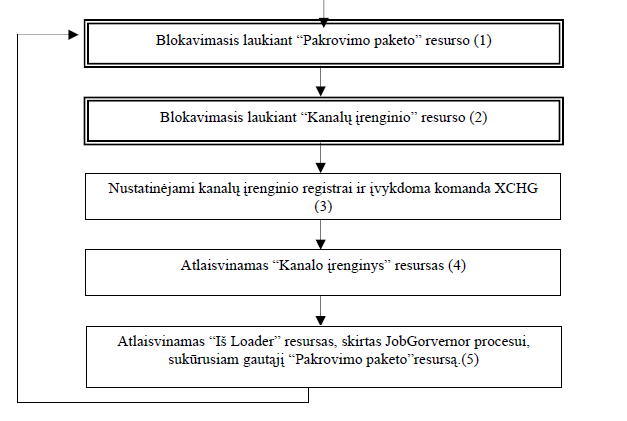 Blokavimasis laukiant “Pakrovimo paketo” resurso (1)
Blokavimasis laukiant “Kanalų įrenginio” resurso (2)
Nustatinėjami kanalų įrenginio registrai ir įvykdoma komanda XCHG
(3)
Atlaisvinamas “Kanalo įrenginys” resursas (4)
Atlaisvinamas “Iš Loader” resursas, skirtas JobGorvernor procesui,
sukūrusiam gautąjį “Pakrovimo paketo”resursą.(5)